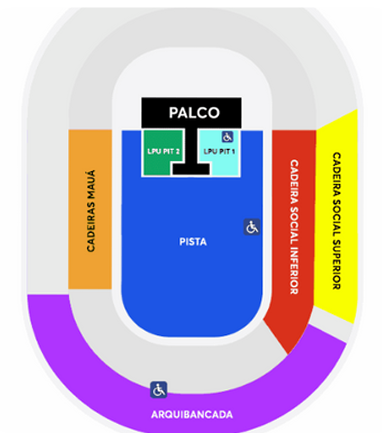 PALCO
LPU PIT 2
LPU PIT 1
CADEIRAS MAUÁ
PISTA
CADEIRA SOCIAL INFERIOR
CADEIRA SOCIAL SUPERIOR
ARQUIBANCADA